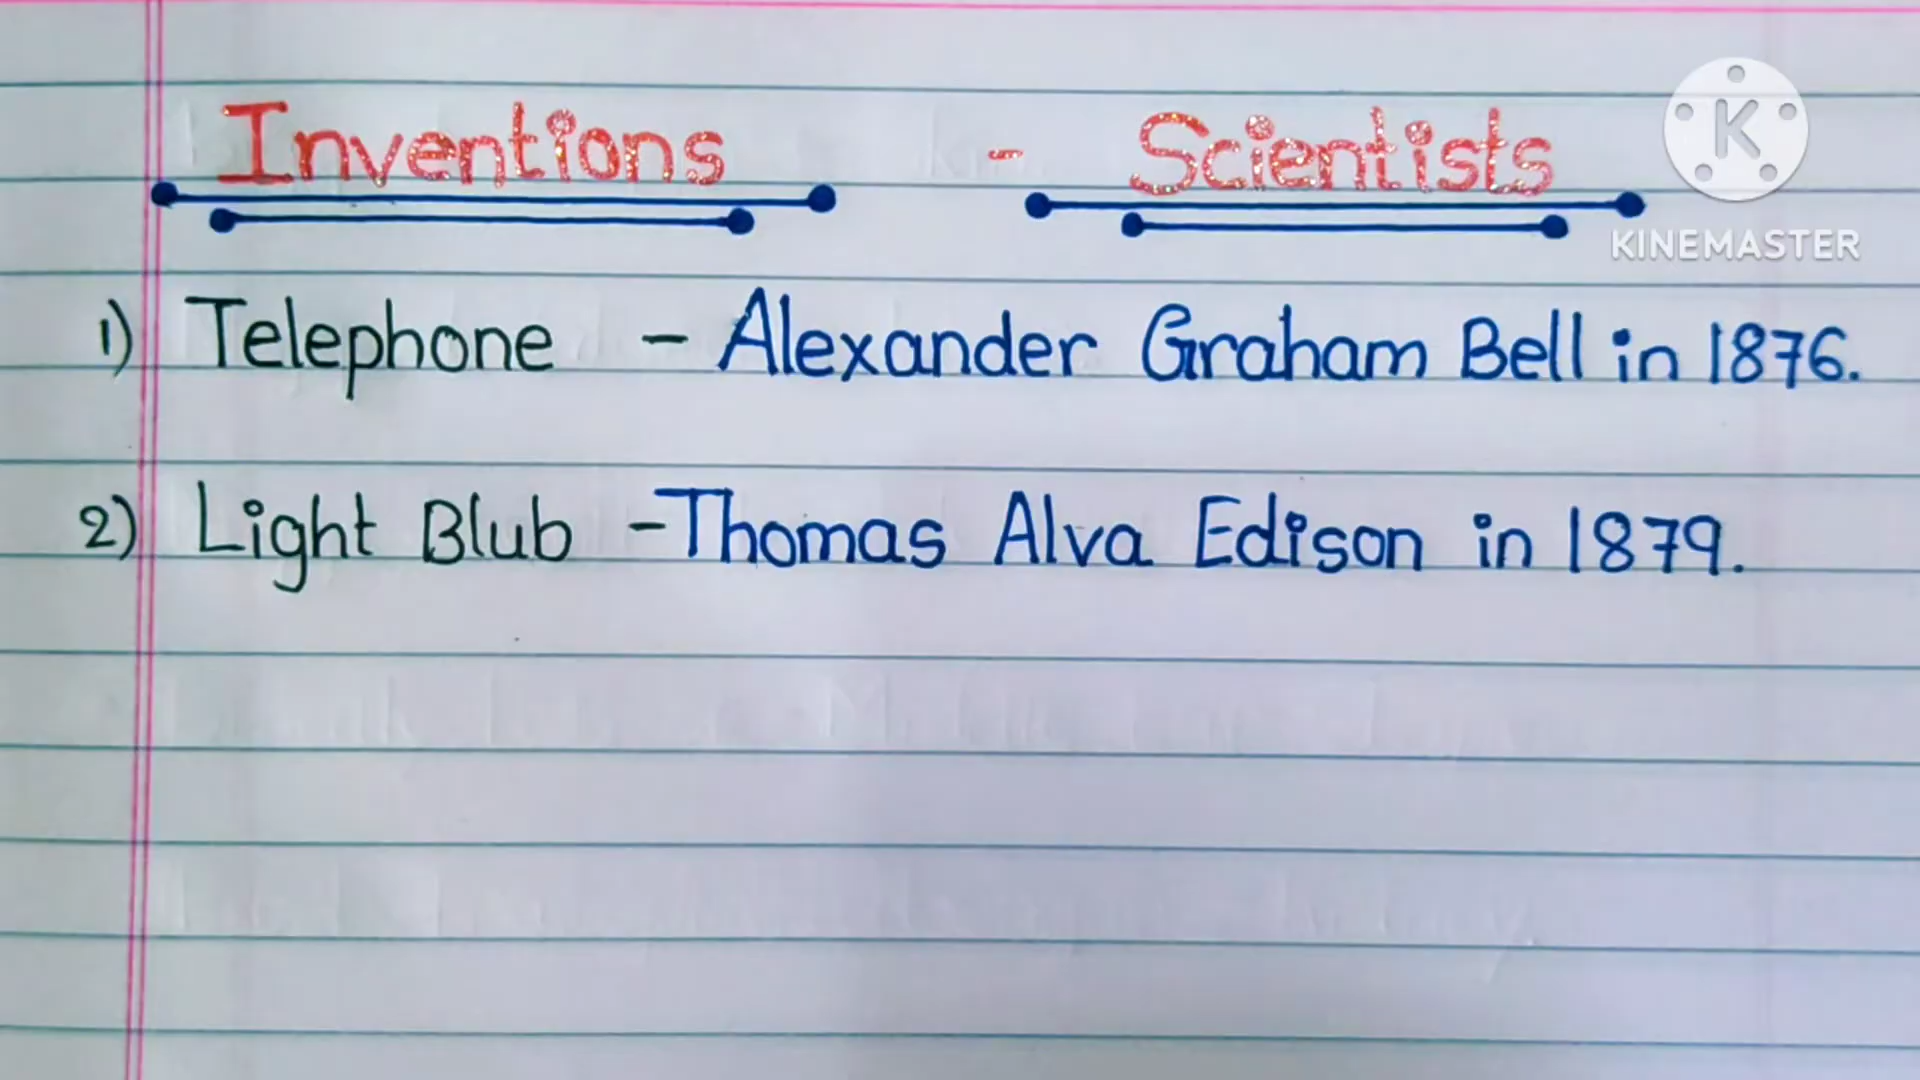 Inventions - Scientists
K
KINEMASTER
1) Telephone - Alexander Graham Bell in 1876.
2) Light Blub - Thomas Alva Edison in 1879.